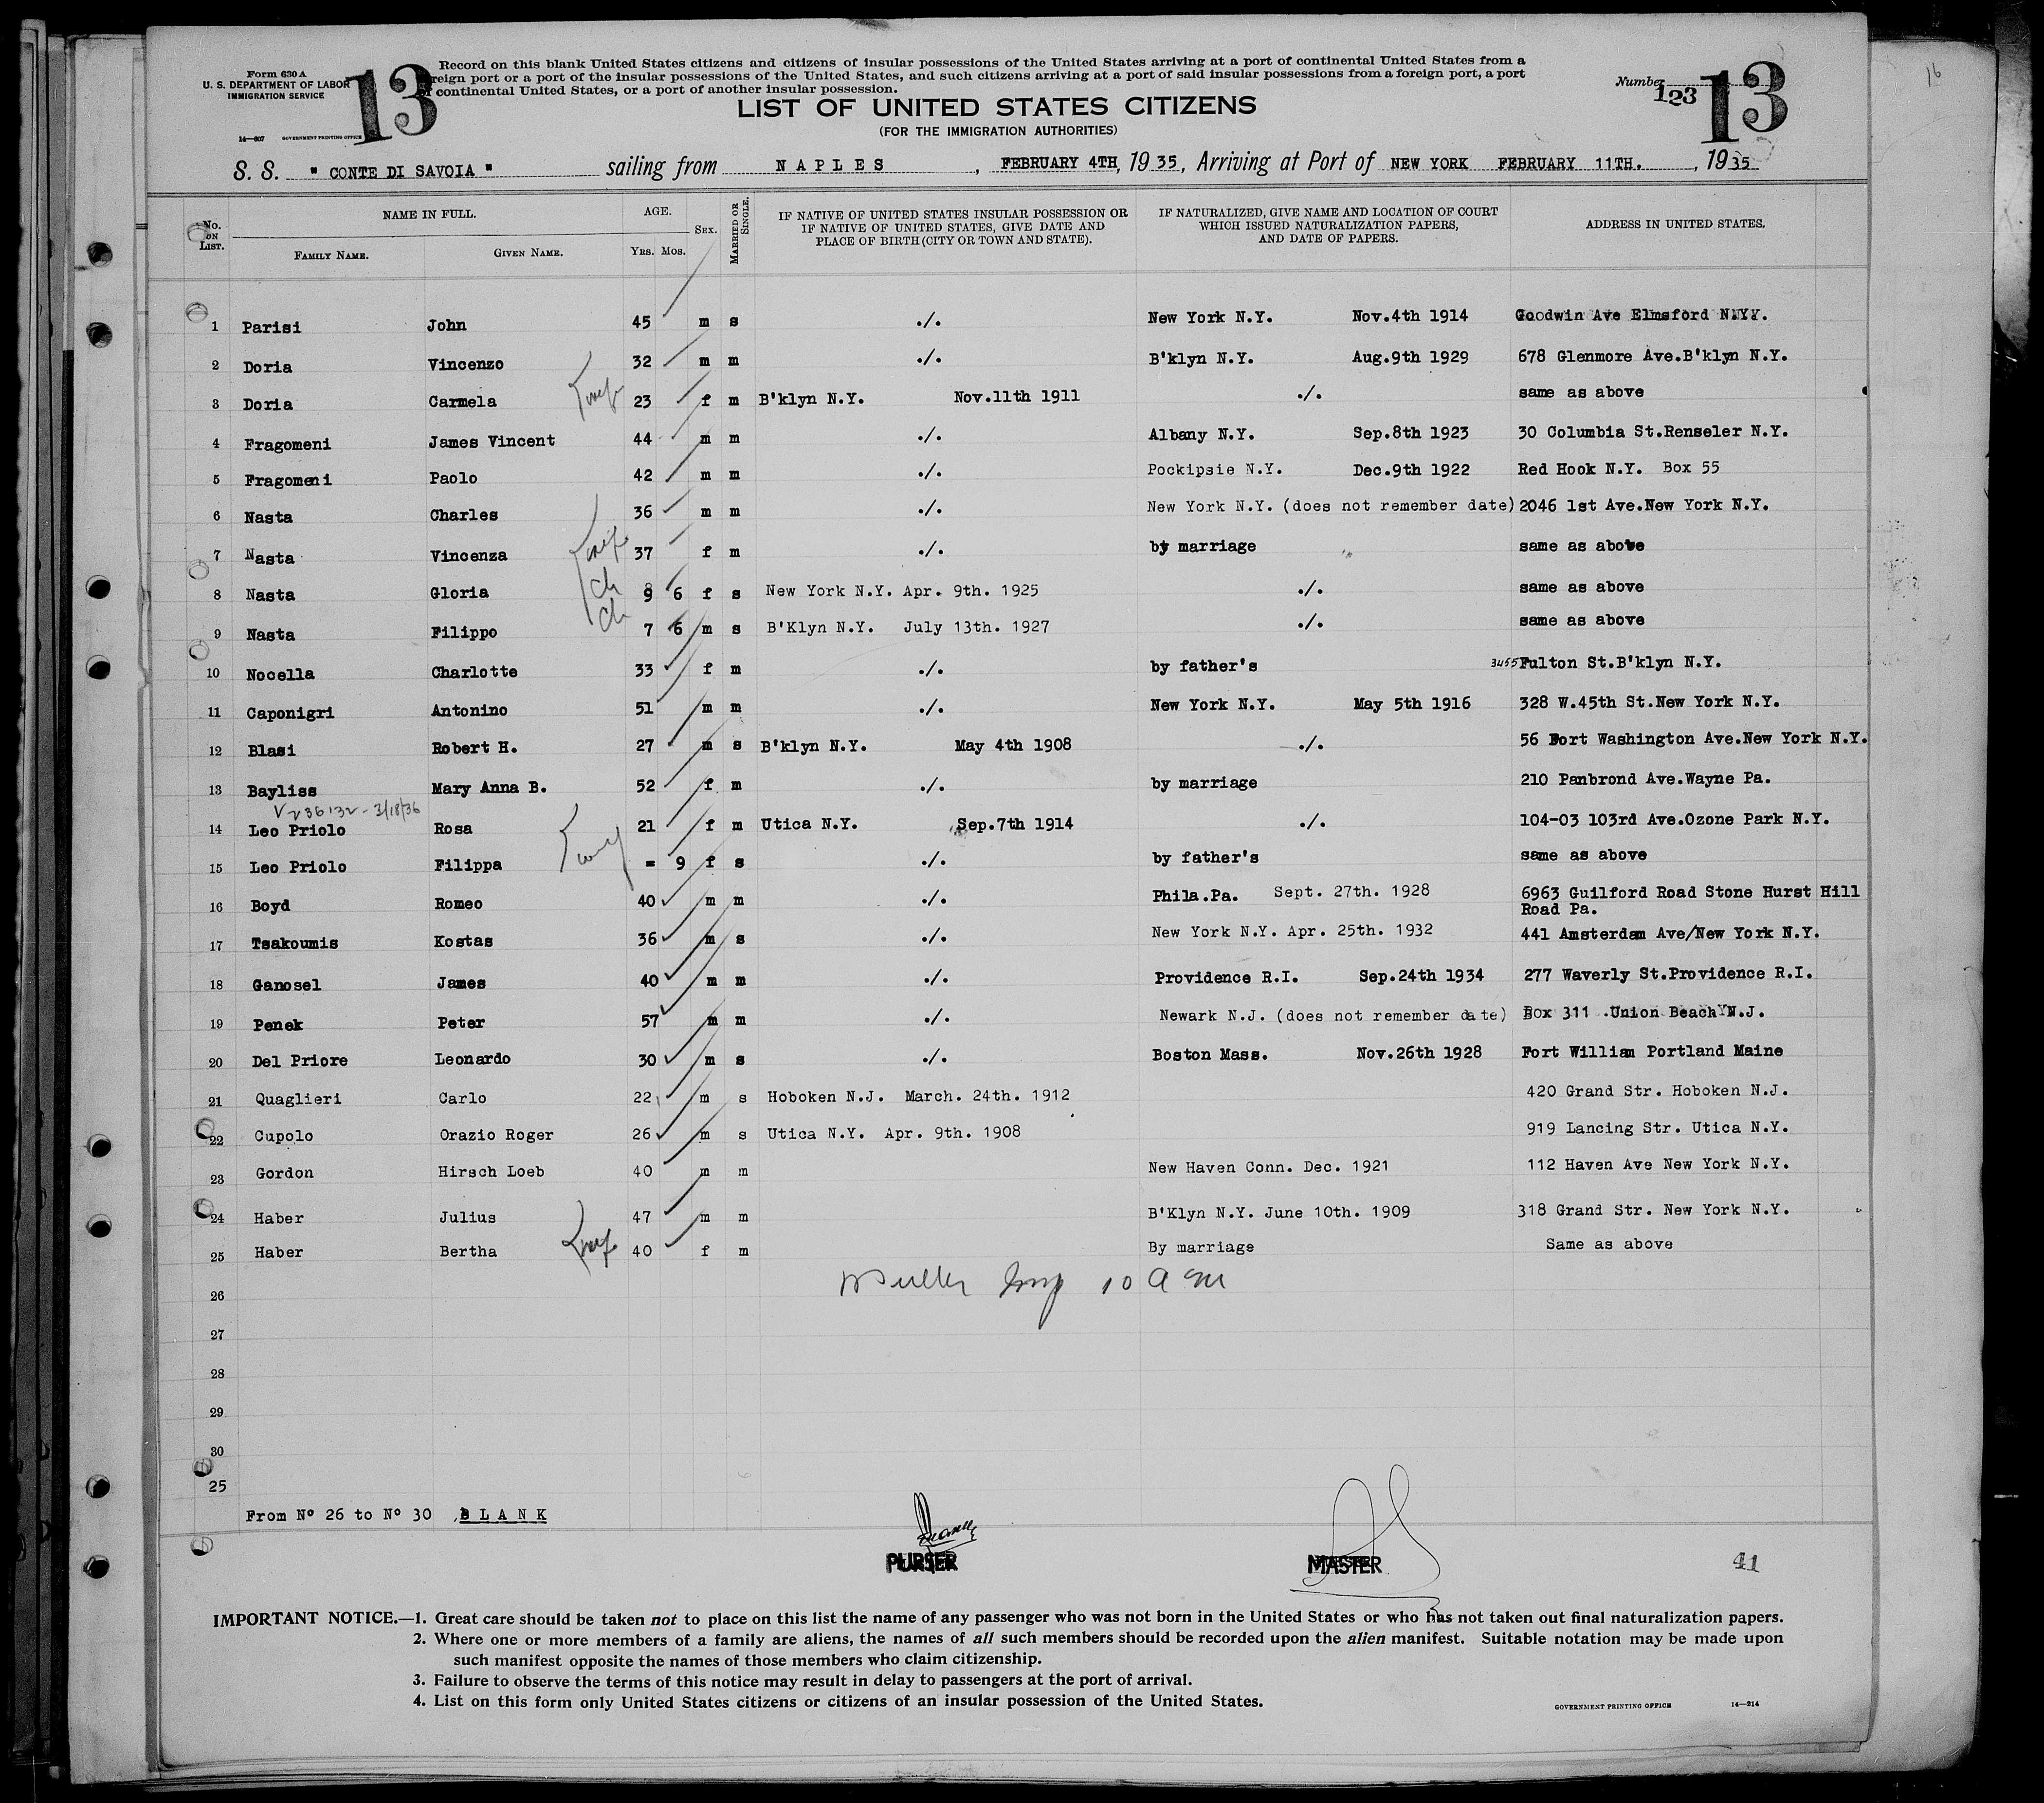 Form 630 A
U. S. DEPARTMENT OF LABOR
IMMIGRATION SERVICE
14—607 GOVERNMENT PRINTING OFFICE
13
Record on this blank United States citizens and citizens of insular possessions of the United States arriving at a port of continental United States from a
reign port or a port of the insular possessions of the United States, and such citizens arriving at a port of said insular possessions from a foreign port, a port
continental United States, or a port of another insular possession.
LIST OF UNITED STATES CITIZENS
(FOR THE IMMIGRATION AUTHORITIES)
Number 123
13
16
S. S. " CONTE DI SAVOIA " sailing from NAPLES, FEBRUARY 4TH, 1935, Arriving at Port of NEW YORK FEBRUARY 11TH., 1935
No. ON LIST. NAME IN FULL. AGE. SEX. MARRIED OR SINGLE. IF NATIVE OF UNITED STATES INSULAR POSSESSION OR IF NATIVE OF UNITED STATES, GIVE DATE AND PLACE OF BIRTH (CITY OR TOWN AND STATE). IF NATURALIZED, GIVE NAME AND LOCATION OF COURT WHICH ISSUED NATURALIZATION PAPERS, AND DATE OF PAPERS. ADDRESS IN UNITED STATES.
FAMILY NAME. GIVEN NAME. YRS. MOS.
1 Parisi John 45 m s ./. New York N.Y. Nov.4th 1914 Goodwin Ave Elmsford N.Y.
2 Doria Vincenzo 32 m m ./. B'klyn N.Y. Aug.9th 1929 678 Glenmore Ave.B'klyn N.Y.
3 Doria Carmela wife 23 f m B'klyn N.Y. Nov.11th 1911 ./. same as above
4 Fragomeni James Vincent 44 m m ./. Albany N.Y. Sep.8th 1923 30 Columbia St.Renseler N.Y.
5 Fragomeni Paolo 42 m m ./. Pockipsie N.Y. Dec.9th 1922 Red Hook N.Y. Box 55
6 Nasta Charles 36 m m ./. New York N.Y. (does not remember date) 2046 1st Ave.New York N.Y.
7 Nasta Vincenza wife 37 f m ./. by marriage same as above
8 Nasta Gloria ch 9 6 f s New York N.Y. Apr. 9th. 1925 ./. same as above
9 Nasta Filippo ch 7 6 m s B'Klyn N.Y. July 13th. 1927 ./. same as above
10 Nocella Charlotte 33 f m ./. by father's 3455 Fulton St.B'klyn N.Y.
11 Caponigri Antonino 51 m m ./. New York N.Y. May 5th 1916 328 W.45th St.New York N.Y.
12 Blasi Robert H. 27 m s B'klyn N.Y. May 4th 1908 ./. 56 Fort Washington Ave.New York N.Y.
13 Bayliss Mary Anna B. 52 f m ./. by marriage 210 Panbrond Ave.Wayne Pa.
V236132 - 3/18/36
14 Leo Priolo Rosa 21 f m Utica N.Y. Sep.7th 1914 ./. 104-03 103rd Ave.Ozone Park N.Y.
15 Leo Priolo Filippa = 9 f s ./. by father's same as above
16 Boyd Romeo 40 m m ./. Phila.Pa. Sept. 27th. 1928 6963 Guilford Road Stone Hurst Hill
Road Pa.
17 Tsakoumis Kostas 36 m s ./. New York N.Y. Apr. 25th. 1932 441 Amsterdam Ave/New York N.Y.
18 Ganosel James 40 m m ./. Providence R.I. Sep.24th 1934 277 Waverly St.Providence R.I.
19 Penek Peter 57 m m ./. Newark N.J. (does not remember date) Box 311 .Union Beach N.J.
20 Del Priore Leonardo 30 m s ./. Boston Mass. Nov.26th 1928 Fort William Portland Maine
21 Quaglieri Carlo 22 m s Hoboken N.J. March. 24th. 1912 420 Grand Str. Hoboken N.J.
22 Cupolo Orazio Roger 26 m s Utica N.Y. Apr. 9th. 1908 919 Lancing Str. Utica N.Y.
23 Gordon Hirsch Loeb 40 m m New Haven Conn. Dec. 1921 112 Haven Ave New York N.Y.
24 Haber Julius 47 m m B'Klyn N.Y. June 10th. 1909 318 Grand Str. New York N.Y.
25 Haber Bertha wife 40 f m By marriage Same as above
26 10 A M
27
28
29
30
25
From Nº 26 to Nº 30 BLANK
PURSER
MASTER
41
IMPORTANT NOTICE.—1. Great care should be taken not to place on this list the name of any passenger who was not born in the United States or who has not taken out final naturalization papers.
2. Where one or more members of a family are aliens, the names of all such members should be recorded upon the alien manifest. Suitable notation may be made upon
such manifest opposite the names of those members who claim citizenship.
3. Failure to observe the terms of this notice may result in delay to passengers at the port of arrival.
4. List on this form only United States citizens or citizens of an insular possession of the United States.
GOVERNMENT PRINTING OFFICE 14—214